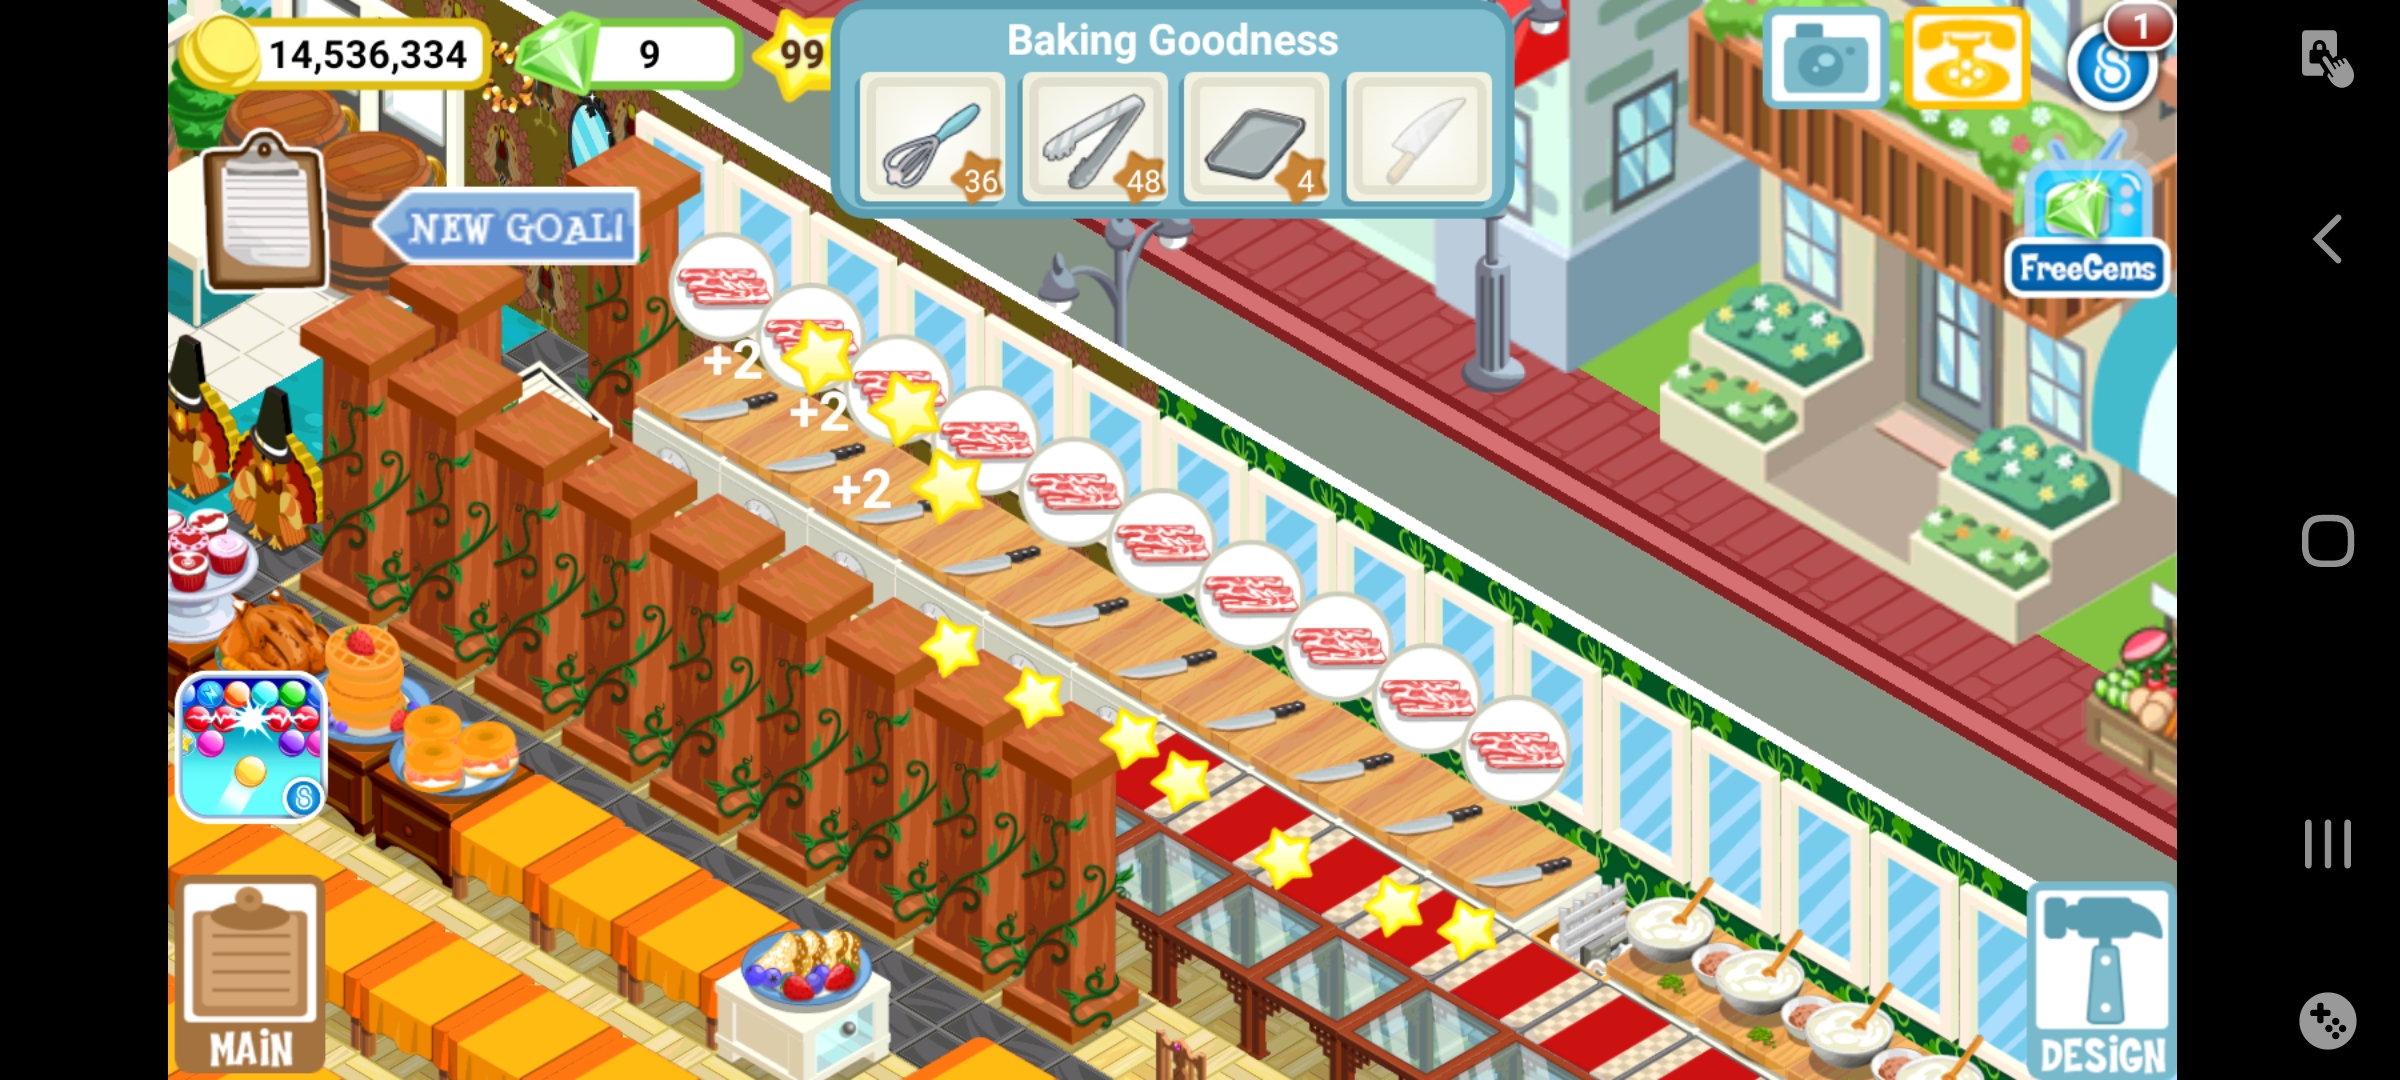 14,536,334
9
99
Baking Goodness
36
48
4
1
NEW GOAL!
FreeGems
+2
+2
+2
MAIN
DESIGN